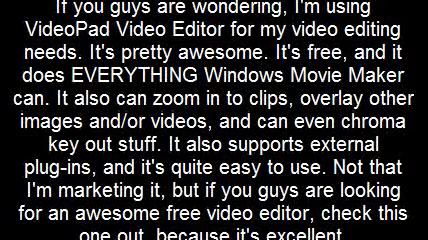 If you guys are wondering, I'm using
VideoPad Video Editor for my video editing
needs. It's pretty awesome. It's free, and it
does EVERYTHING Windows Movie Maker
can. It also can zoom in to clips, overlay other
images and/or videos, and can even chroma
key out stuff. It also supports external
plug-ins, and it's quite easy to use. Not that
I'm marketing it, but if you guys are looking
for an awesome free video editor, check this
one out, because it's excellent.